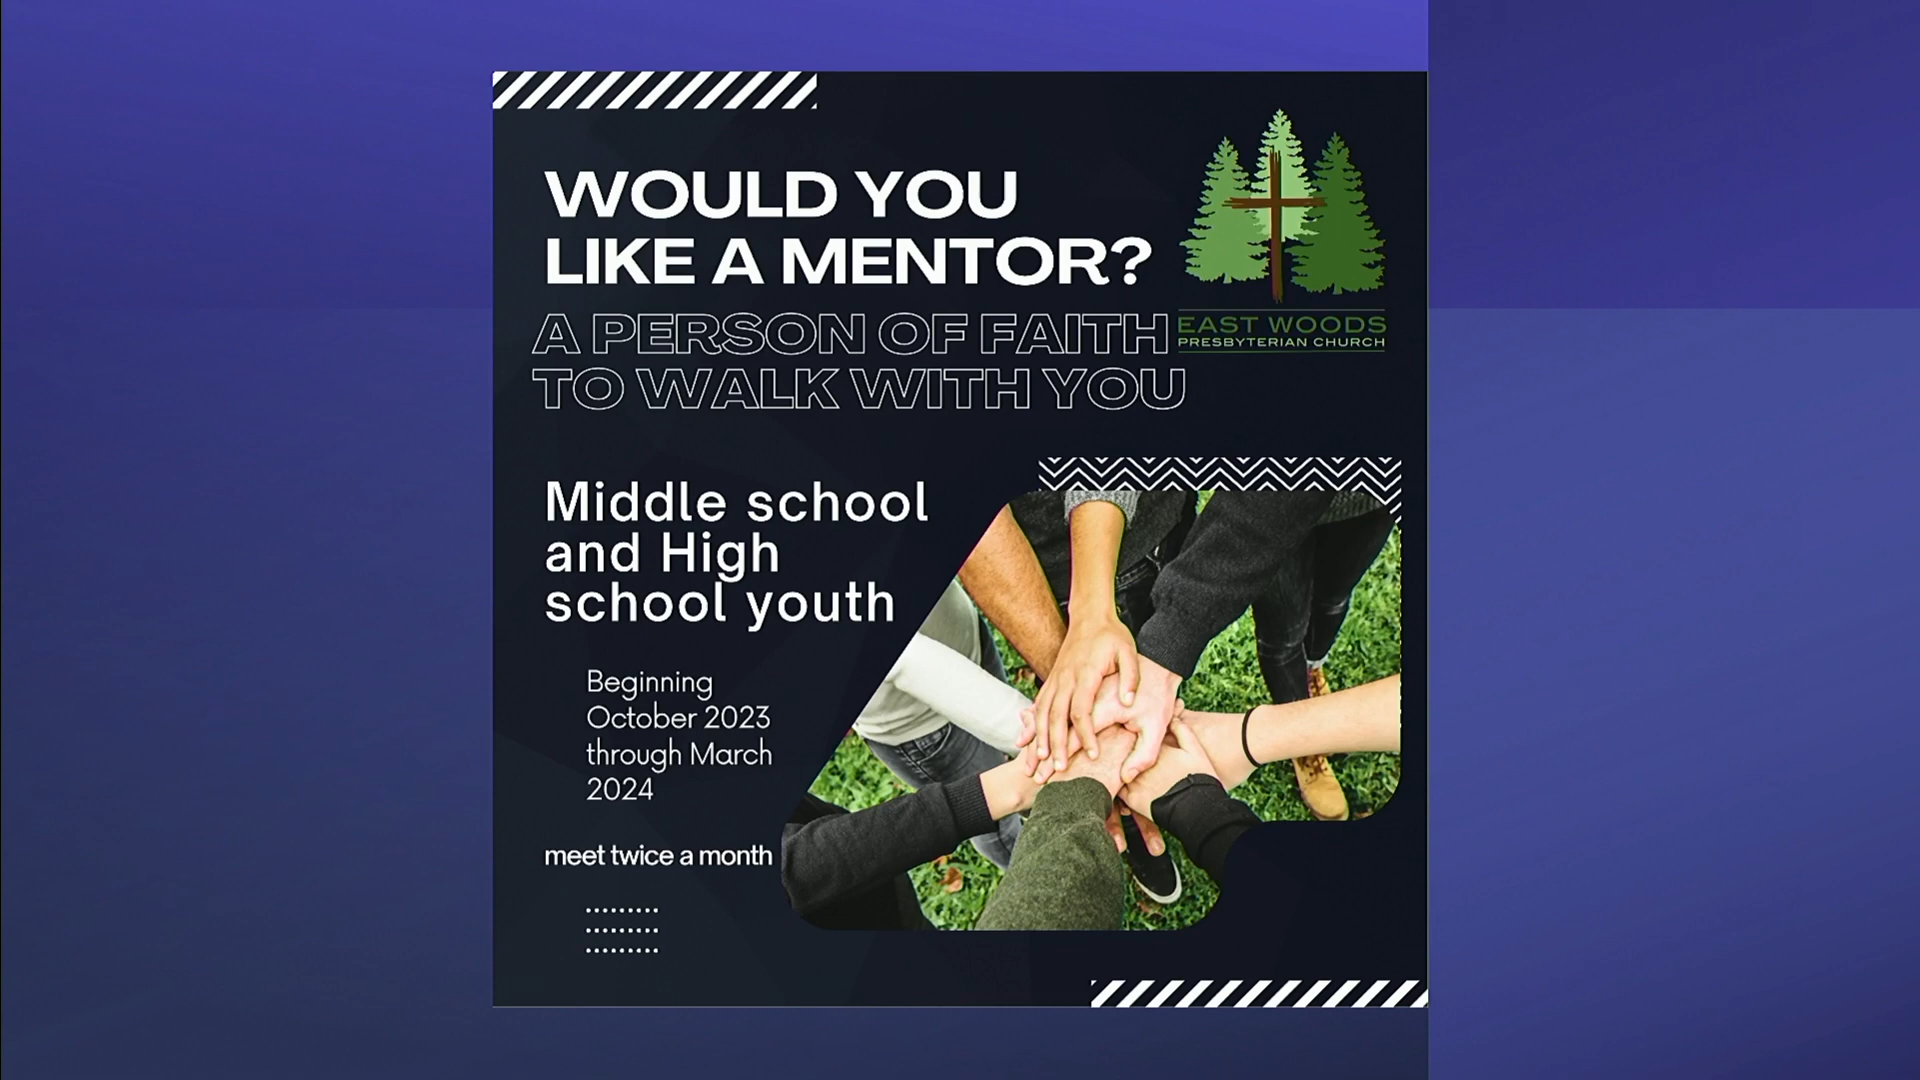 WOULD YOU
LIKE A MENTOR?
A PERSON OF FAITH
TO WALK WITH YOU
EAST WOODS
PRESBYTERIAN CHURCH
Middle school
and High
school youth
Beginning
October 2023
through March
2024
meet twice a month